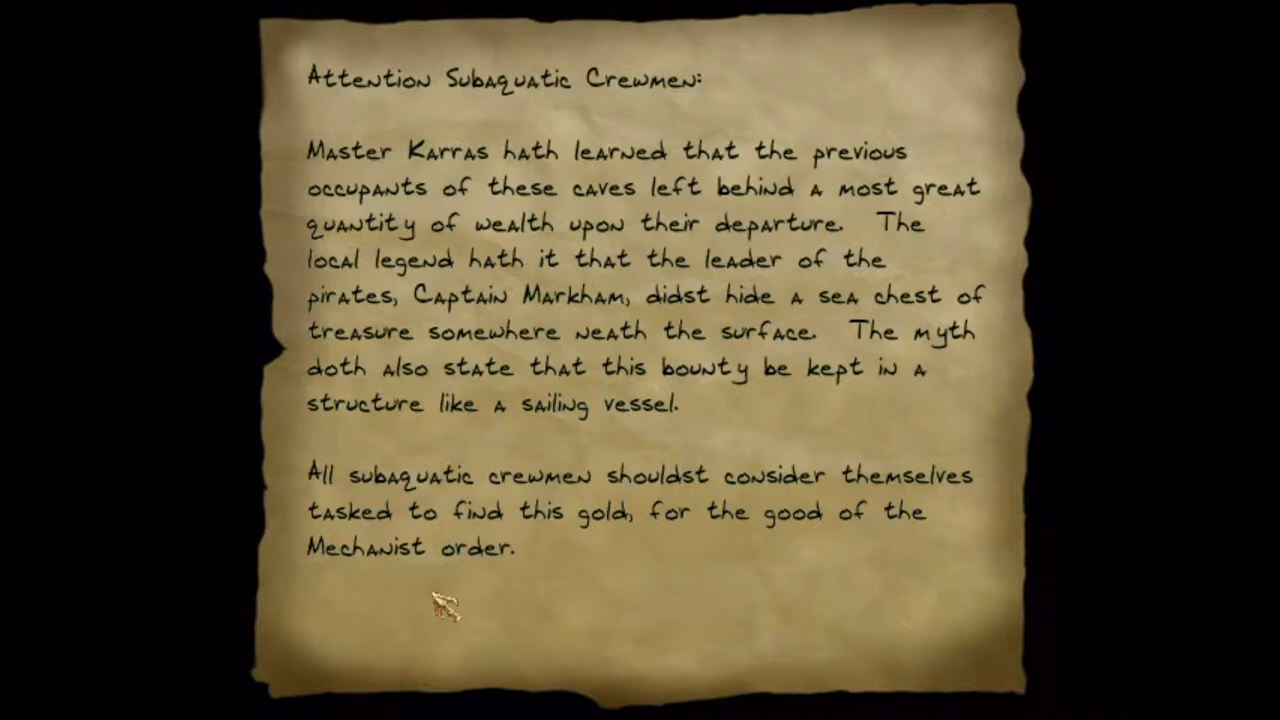 Attention Subaquatic Crewmen:
Master Karras hath learned that the previous
occupants of these caves left behind a most great
quantity of wealth upon their departure. The
local legend hath it that the leader of the
pirates, Captain Markham, didst hide a sea chest of
treasure somewhere neath the surface. The myth
doth also state that this bounty be kept in a
structure like a sailing vessel.
All subaquatic crewmen shouldst consider themselves
tasked to find this gold, for the good of the
Mechanist order.